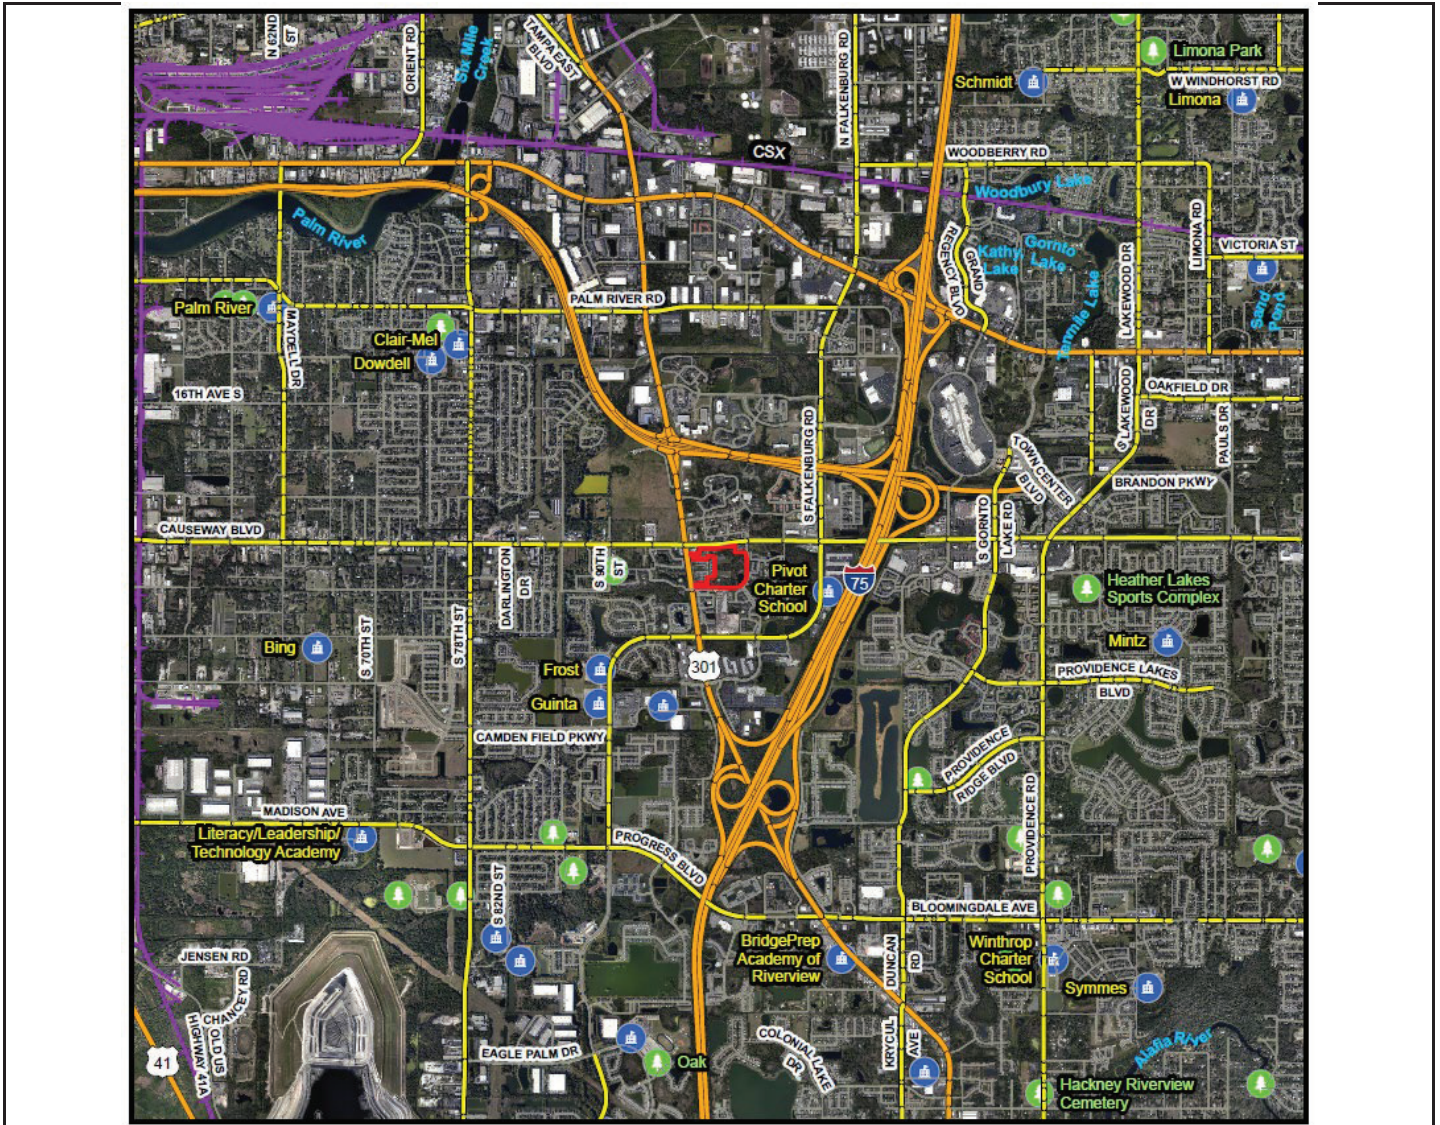 N 62ND
ST
ORIENT RD
Six Mile
Creek
TAMPA EAST
BLVD
N FALKENBURG RD
Limona Park
Schmidt
W WINDHORST RD
Limona
CSX
WOODBERRY RD
Woodbury Lake
Palm River
LIMONA RD
VICTORIA ST
REGENCY BLVD
GRAND
Kathy
Lake
Gornto
Lake
LAKEWOOD DR
Tenmile Lake
Sand
Pond
PALM RIVER RD
Palm River
MAYDELL DR
Clair-Mel
Dowdell
16TH AVE S
OAKFIELD DR
S LAKEWOOD
DR
PAULS DR
S FALKENBURG RD
TOWN CENTER
BLVD
BRANDON PKWY
S GORNTO
LAKE RD
CAUSEWAY BLVD
DARLINGTON
DR
S 90TH
ST
Pivot
Charter
School
75
Heather Lakes
Sports Complex
Bing
S 70TH ST
S 78TH ST
Mintz
Frost
301
PROVIDENCE LAKES
BLVD
Guinta
CAMDEN FIELD PKWY
PROVIDENCE
RIDGE BLVD
PROVIDENCE RD
MADISON AVE
Literacy/Leadership/
Technology Academy
PROGRESS BLVD
S 82ND ST
BLOOMINGDALE AVE
BridgePrep
Academy of
Riverview
DUNCAN
RD
Winthrop
Charter
School
Symmes
JENSEN RD
CHANCEY RD
OLD US
HIGHWAY 41A
41
EAGLE PALM DR
Oak
COLONIAL LAKE
DR
KRYCUL
AVE
Alafia River
Hackney Riverview
Cemetery